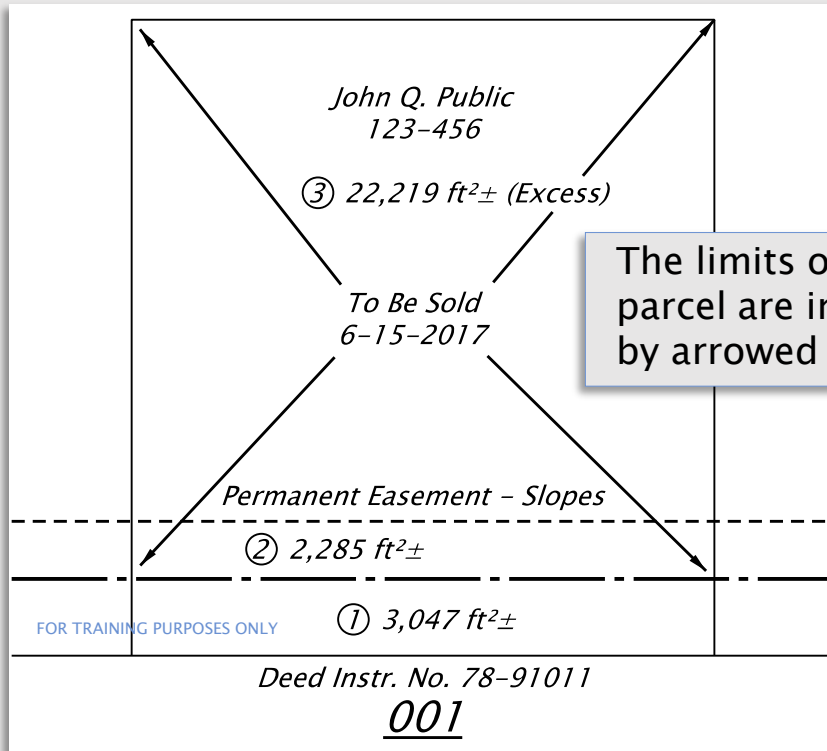 John Q. Public
123-456
③ 22,219 ft²± (Excess)
The limits o
parcel are i
by arrowed
To Be Sold
6-15-2017
Permanent Easement - Slopes
② 2,285 ft²±
① 3,047 ft²±
FOR TRAINING PURPOSES ONLY
Deed Instr. No. 78-91011
001